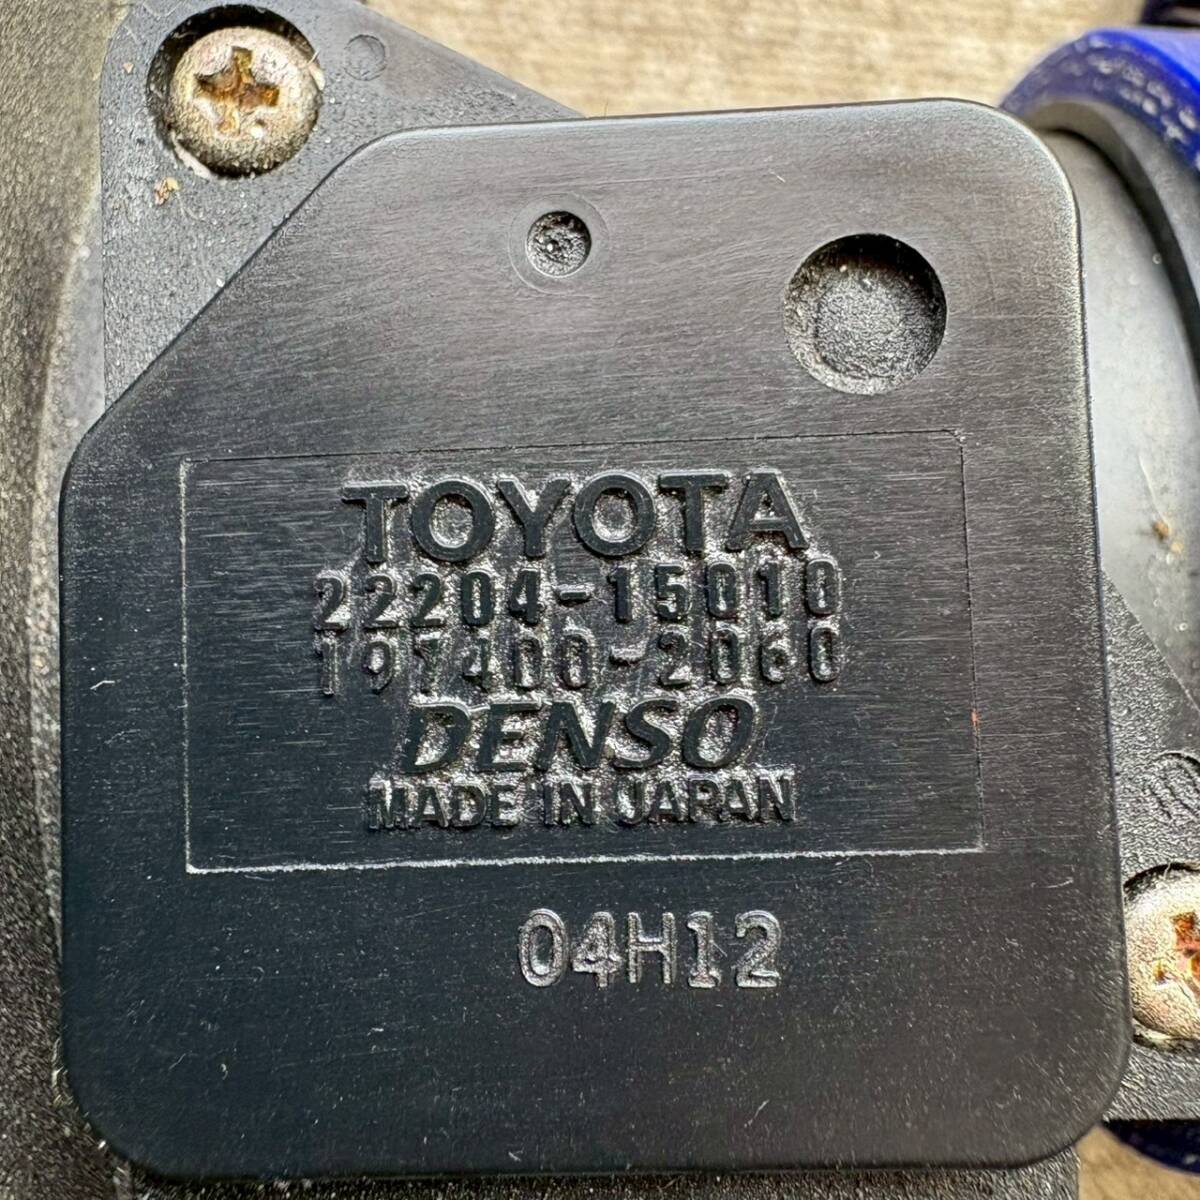 TOYOTA
22204-15010
197400-2060
DENSO
MADE IN JAPAN
04H12